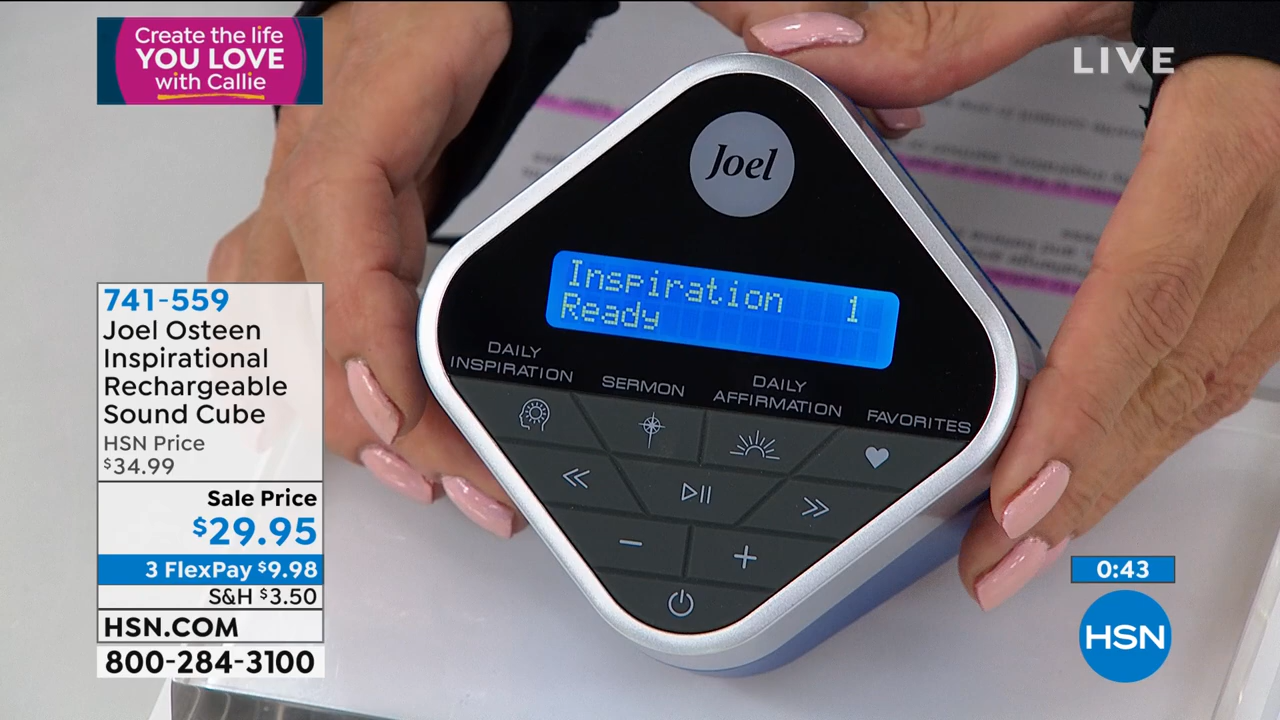 Create the life
YOU LOVE
with Callie
LIVE
741-559
Joel Osteen
Inspirational
Rechargeable
Sound Cube
HSN Price
$34.99
Sale Price
$29.95
3 FlexPay $9.98
S&H $3.50
HSN.COM
800-284-3100
Joel
Inspiration 1
Ready
DAILY
INSPIRATION
SERMON
DAILY
AFFIRMATION
FAVORITES
0:43
HSN